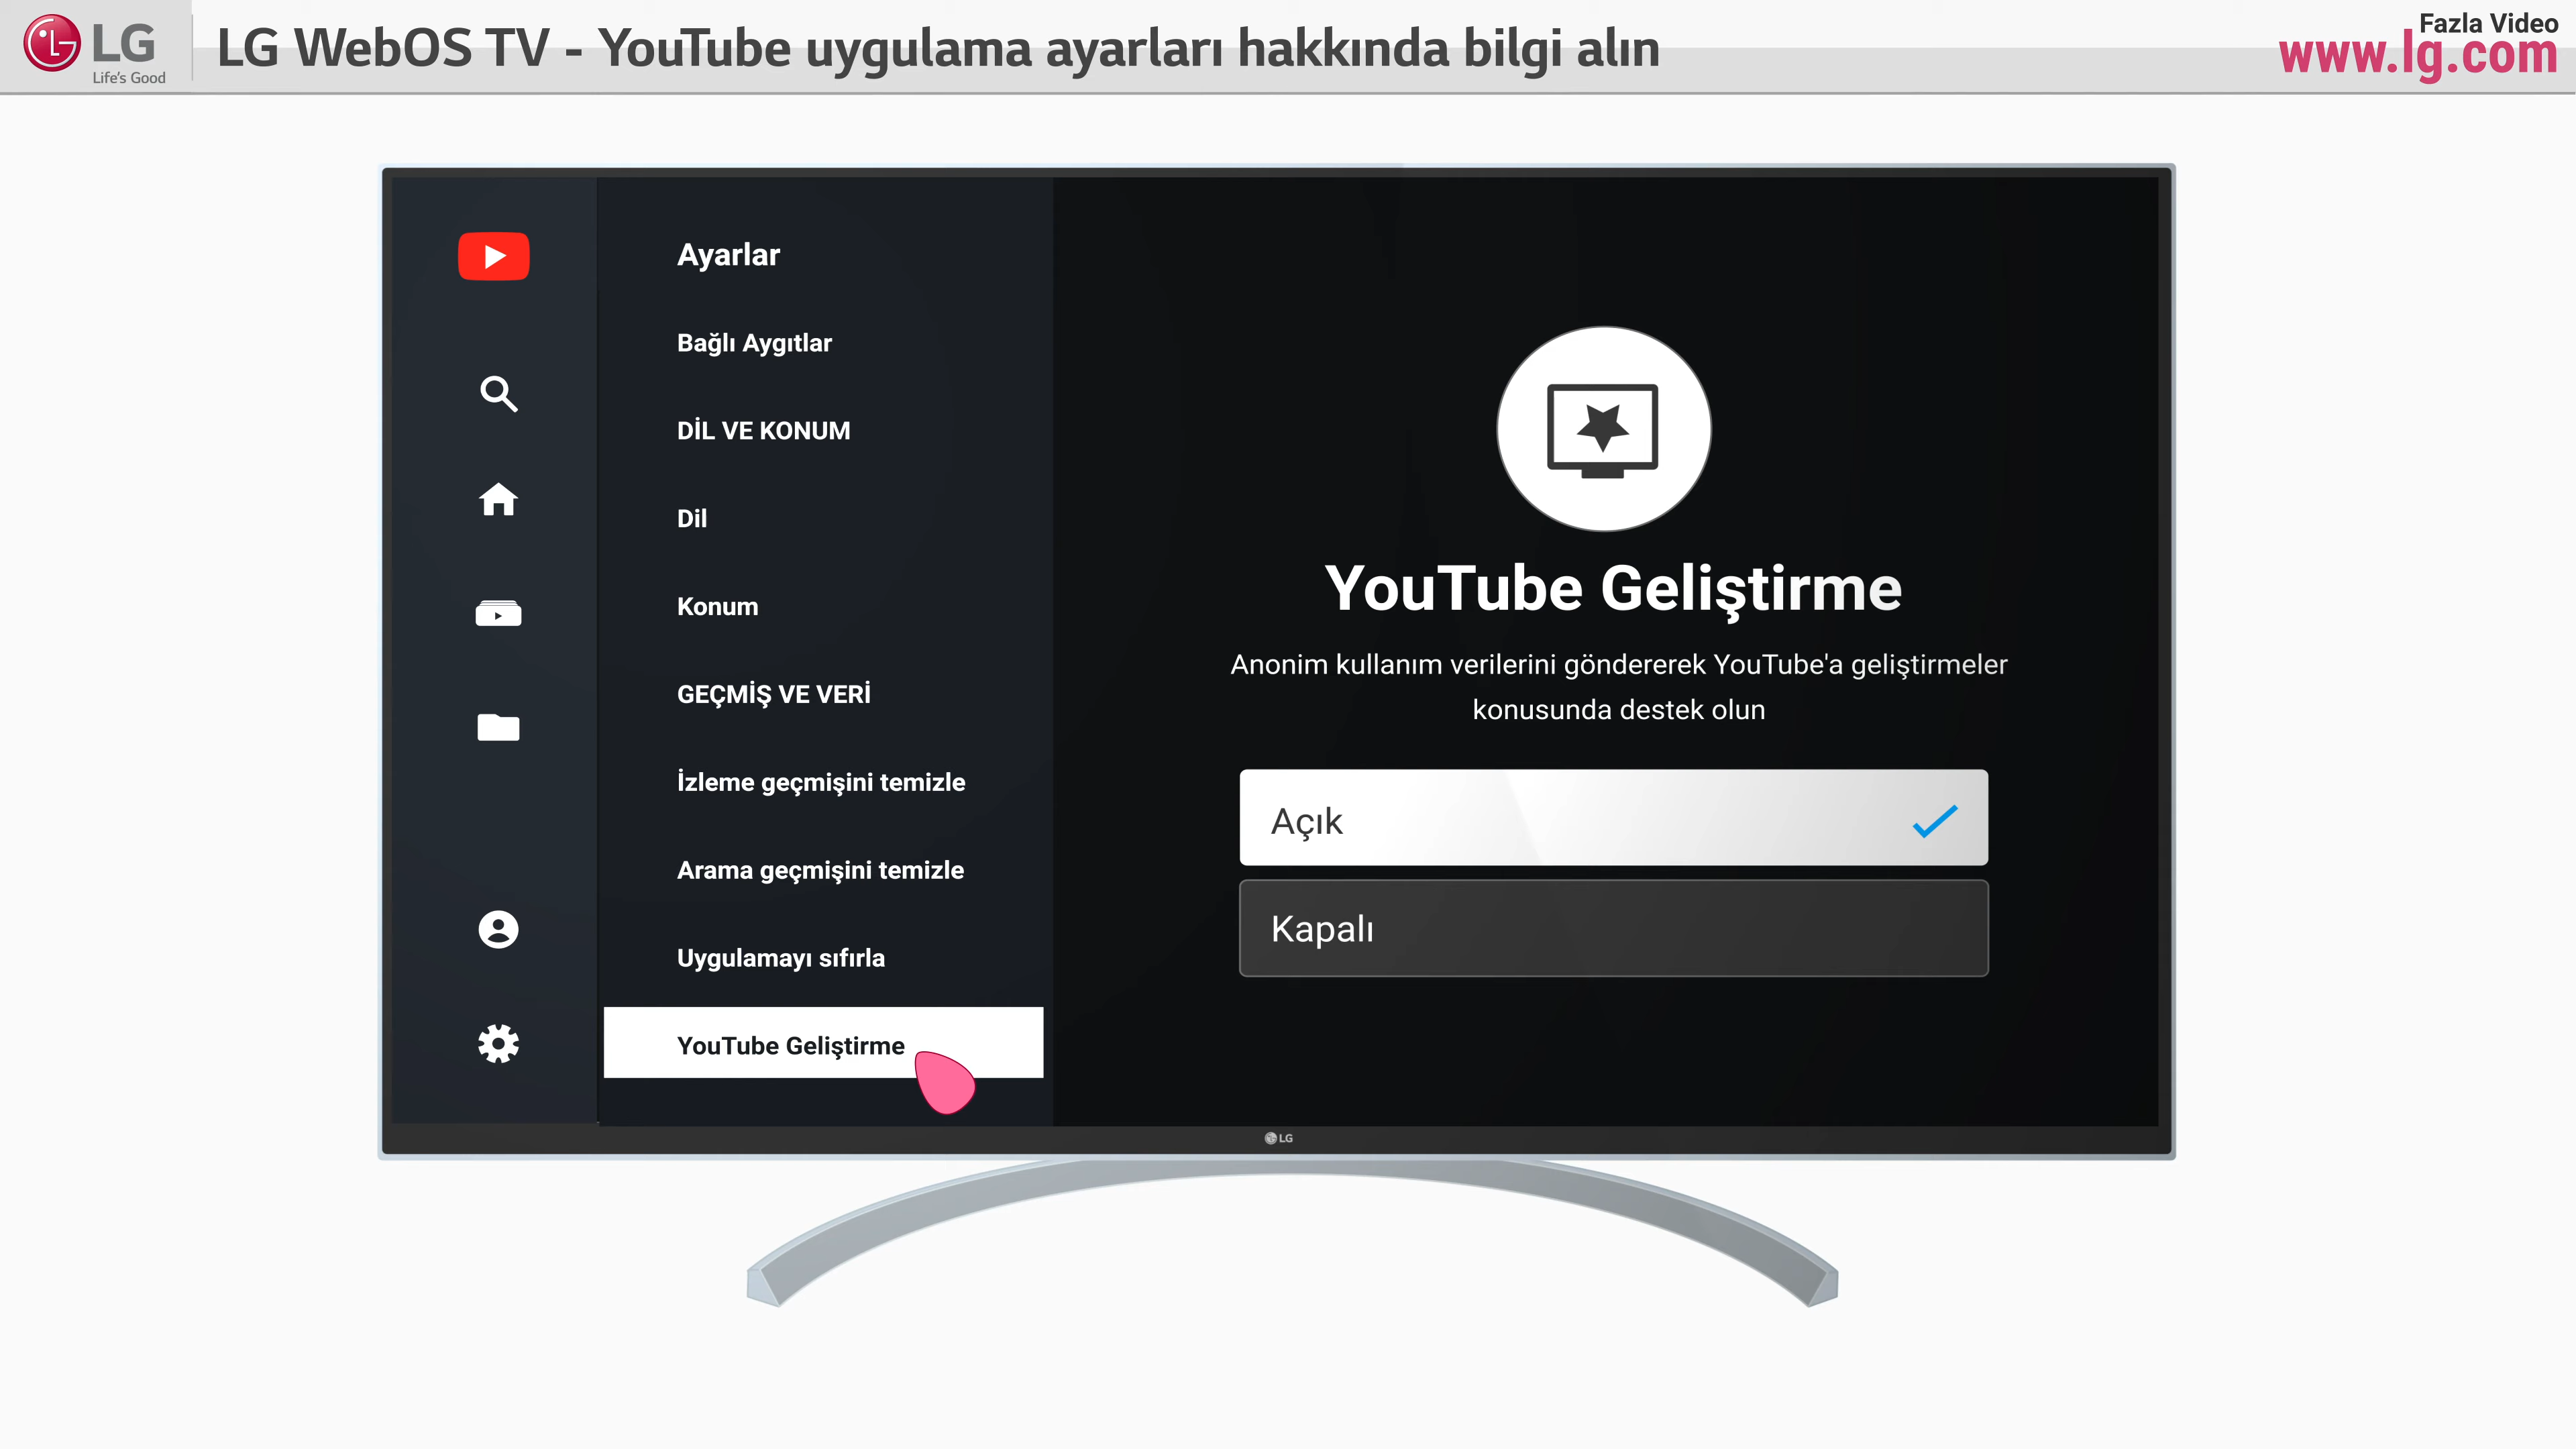 LG
Life's Good
LG WebOS TV - YouTube uygulama ayarları hakkında bilgi alın
Fazla Video
www.lg.com
Ayarlar
Bağlı Aygıtlar
DİL VE KONUM
Dil
Konum
GEÇMİŞ VE VERİ
İzleme geçmişini temizle
Arama geçmişini temizle
Uygulamayı sıfırla
YouTube Geliştirme
YouTube Geliştirme
Anonim kullanım verilerini göndererek YouTube'a geliştirmeler
konusunda destek olun
Açık
Kapalı
LG